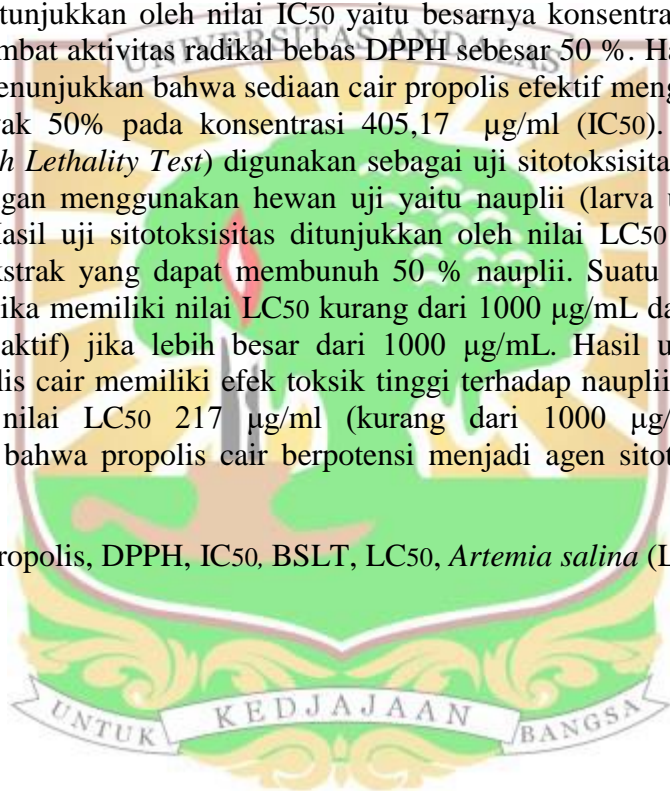 tunjukkan oleh nilai IC50 yaitu besarnya konsentra
mbat aktivitas radikal bebas DPPH sebesar 50 %. Ha
UNIVERSITAS ANDALAS
enunjukkan bahwa sediaan cair propolis efektif meng
yak 50% pada konsentrasi 405,17 µg/ml (IC50).
h Lethality Test) digunakan sebagai uji sitotoksisita
ngan menggunakan hewan uji yaitu nauplii (larva u
Hasil uji sitotoksisitas ditunjukkan oleh nilai LC50
kstrak yang dapat membunuh 50 % nauplii. Suatu
jika memiliki nilai LC50 kurang dari 1000 µg/mL da
aktif) jika lebih besar dari 1000 µg/mL. Hasil u
lis cair memiliki efek toksik tinggi terhadap nauplii
nilai LC50 217 µg/ml (kurang dari 1000 µg/
bahwa propolis cair berpotensi menjadi agen sitot
ropolis, DPPH, IC50, BSLT, LC50, Artemia salina (L
UNTUK KEDJAJAAN BANGSA